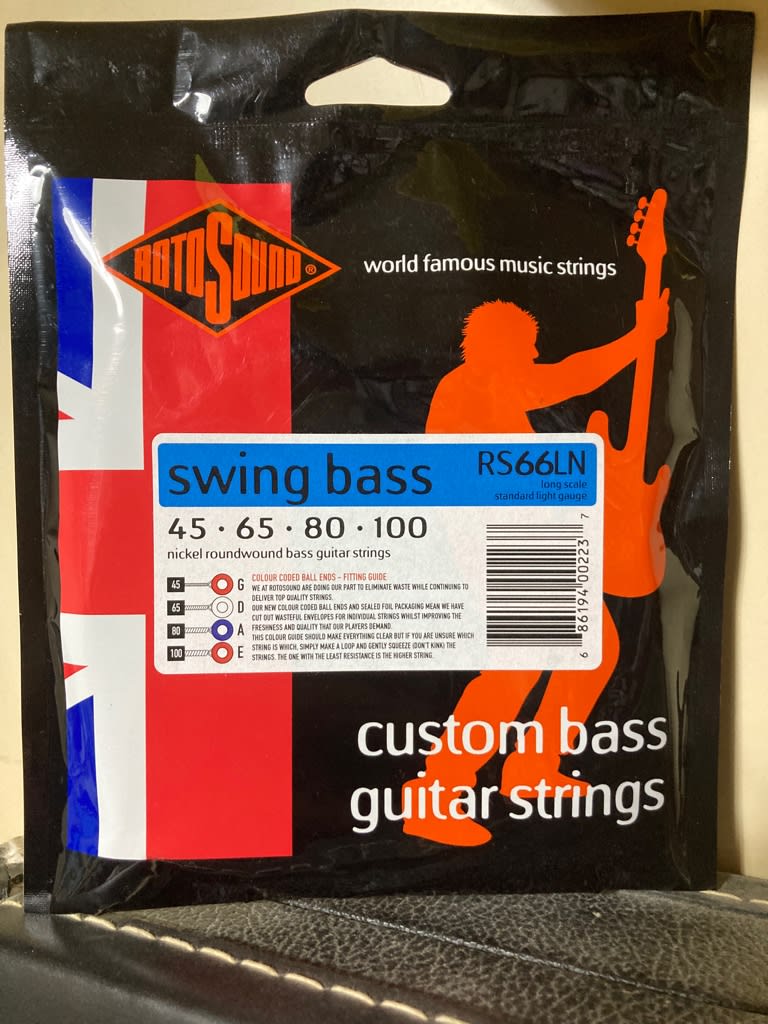 ROTOSOUND®
world famous music strings
swing bass
RS66LN
long scale
standard light gauge
45 · 65 · 80 · 100
nickel roundwound bass guitar strings
45 G
65 D
80 A
100 E
COLOUR CODED BALL ENDS - FITTING GUIDE
WE AT ROTOSOUND ARE DOING OUR PART TO ELIMINATE WASTE WHILE CONTINUING TO
DELIVER TOP QUALITY STRINGS.
OUR NEW COLOUR CODED BALL ENDS AND SEALED FOIL PACKAGING MEAN WE HAVE
CUT OUT WASTEFUL ENVELOPES FOR INDIVIDUAL STRINGS WHILST IMPROVING THE
FRESHNESS AND QUALITY THAT OUR PLAYERS DEMAND.
THIS COLOUR GUIDE SHOULD MAKE EVERYTHING CLEAR BUT IF YOU ARE UNSURE WHICH
STRING IS WHICH, SIMPLY MAKE A LOOP AND GENTLY SQUEEZE (DON'T KINK) THE
STRINGS. THE ONE WITH THE LEAST RESISTANCE IS THE HIGHER STRING.
6 86194 00223 7
custom bass
guitar strings